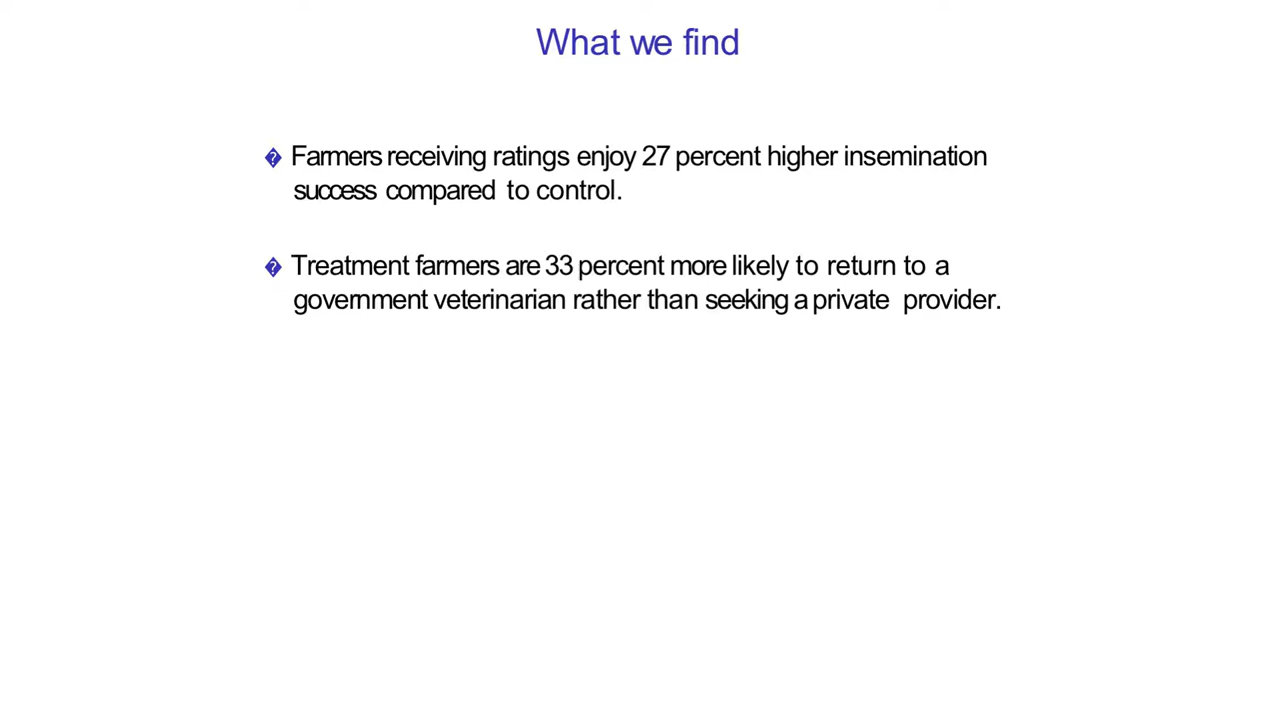 What we find
� Farmers receiving ratings enjoy 27 percent higher insemination
success compared to control.
� Treatment farmers are 33 percent more likely to return to a
government veterinarian rather than seeking a private provider.